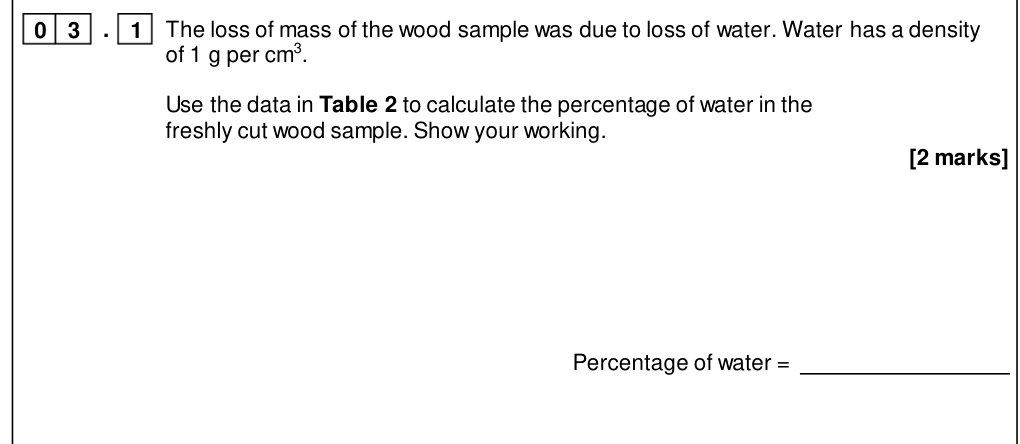 0 3 . 1 The loss of mass of the wood sample was due to loss of water. Water has a density
of 1 g per cm³.
Use the data in Table 2 to calculate the percentage of water in the
freshly cut wood sample. Show your working.
[2 marks]
Percentage of water = ____________________